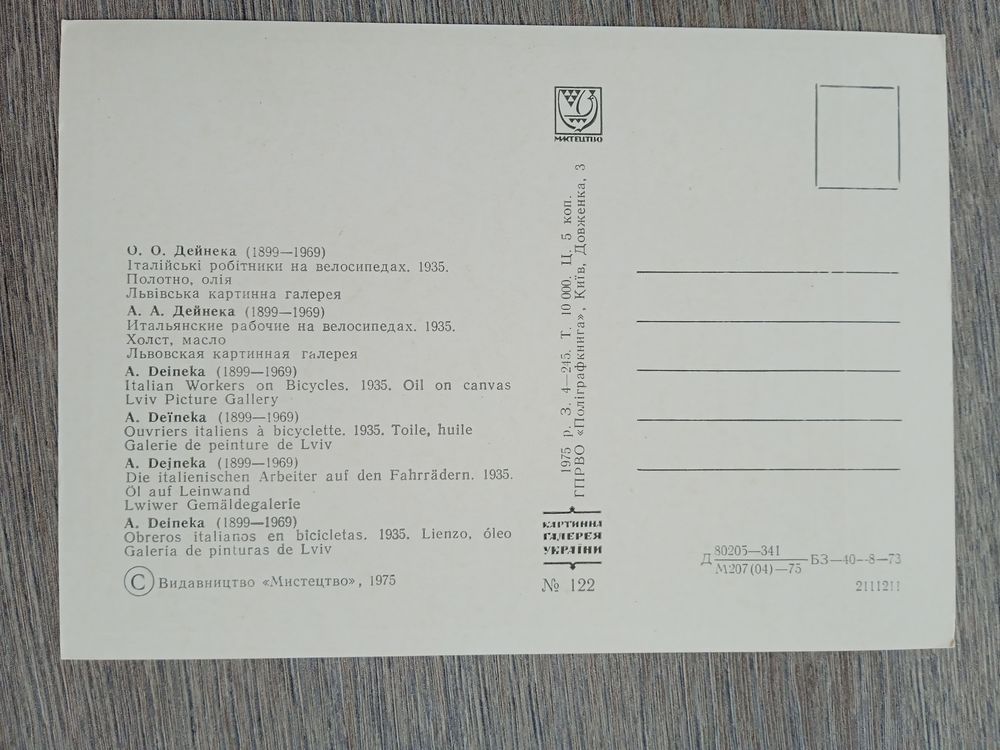 О. О. Дейнека (1899—1969)
Італійські робітники на велосипедах. 1935.
Полотно, олія
Львівська картинна галерея
А. А. Дейнека (1899—1969)
Итальянские рабочие на велосипедах. 1935.
Холст, масло
Львовская картинная галерея
A. Deineka (1899—1969)
Italian Workers on Bicycles. 1935. Oil on canvas
Lviv Picture Gallery
A. Deïneka (1899—1969)
Ouvriers italiens à bicyclette. 1935. Toile, huile
Galerie de peinture de Lviv
A. Dejneka (1899—1969)
Die italienischen Arbeiter auf den Fahrrädern. 1935.
Öl auf Leinwand
Lwiwer Gemäldegalerie
A. Deineka (1899—1969)
Obreros italianos en bicicletas. 1935. Lienzo, óleo
Galería de pinturas de Lviv
© Видавництво «Мистецтво», 1975
МИСТЕЦТВО
1975 р. З. 4—245. Т. 10 000. Ц. 5 коп.
ГПРВО «Поліграфкнига», Київ, Довженка, 3
КАРТИННА
ГАЛЕРЕЯ
УКРАЇНИ
№ 122
Д 80205—341
М207(04)—75 БЗ—40—8—73
2111211